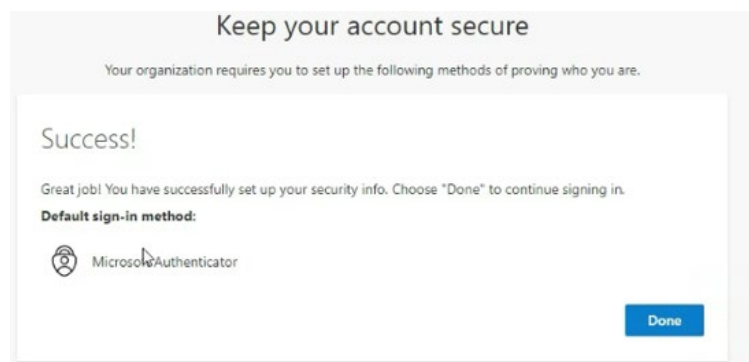 Keep your account secure
Your organization requires you to set up the following methods of proving who you are.
Success!
Great job! You have successfully set up your security info. Choose "Done" to continue signing in.
Default sign-in method:
Microsoft Authenticator
Done